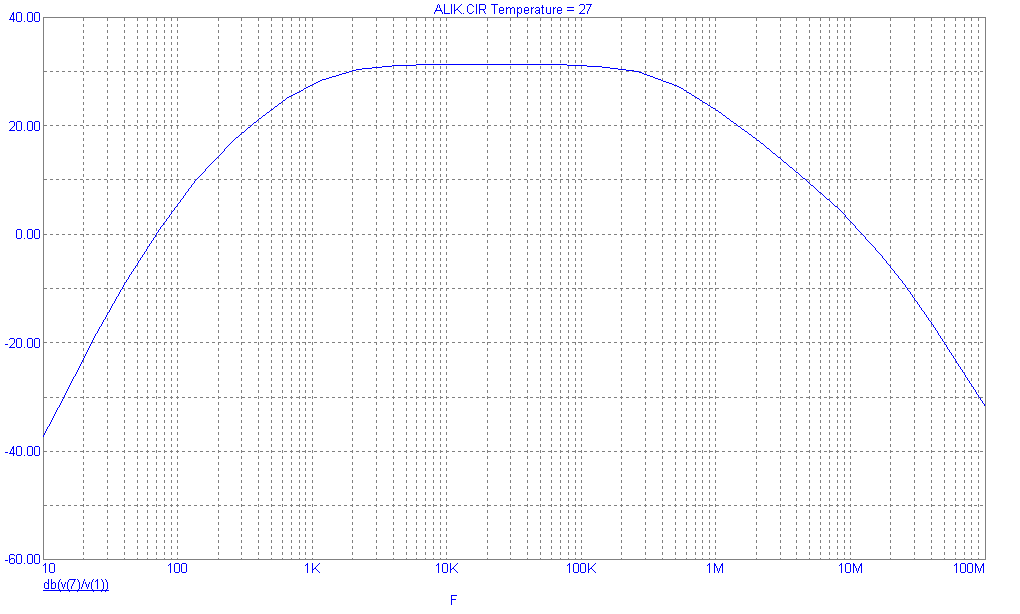 ALIK.CIR Temperature = 27
40.00
20.00
0.00
-20.00
-40.00
-60.00
10 100 1K 10K 100K 1M 10M 100M
db(v(7)/v(1))
F